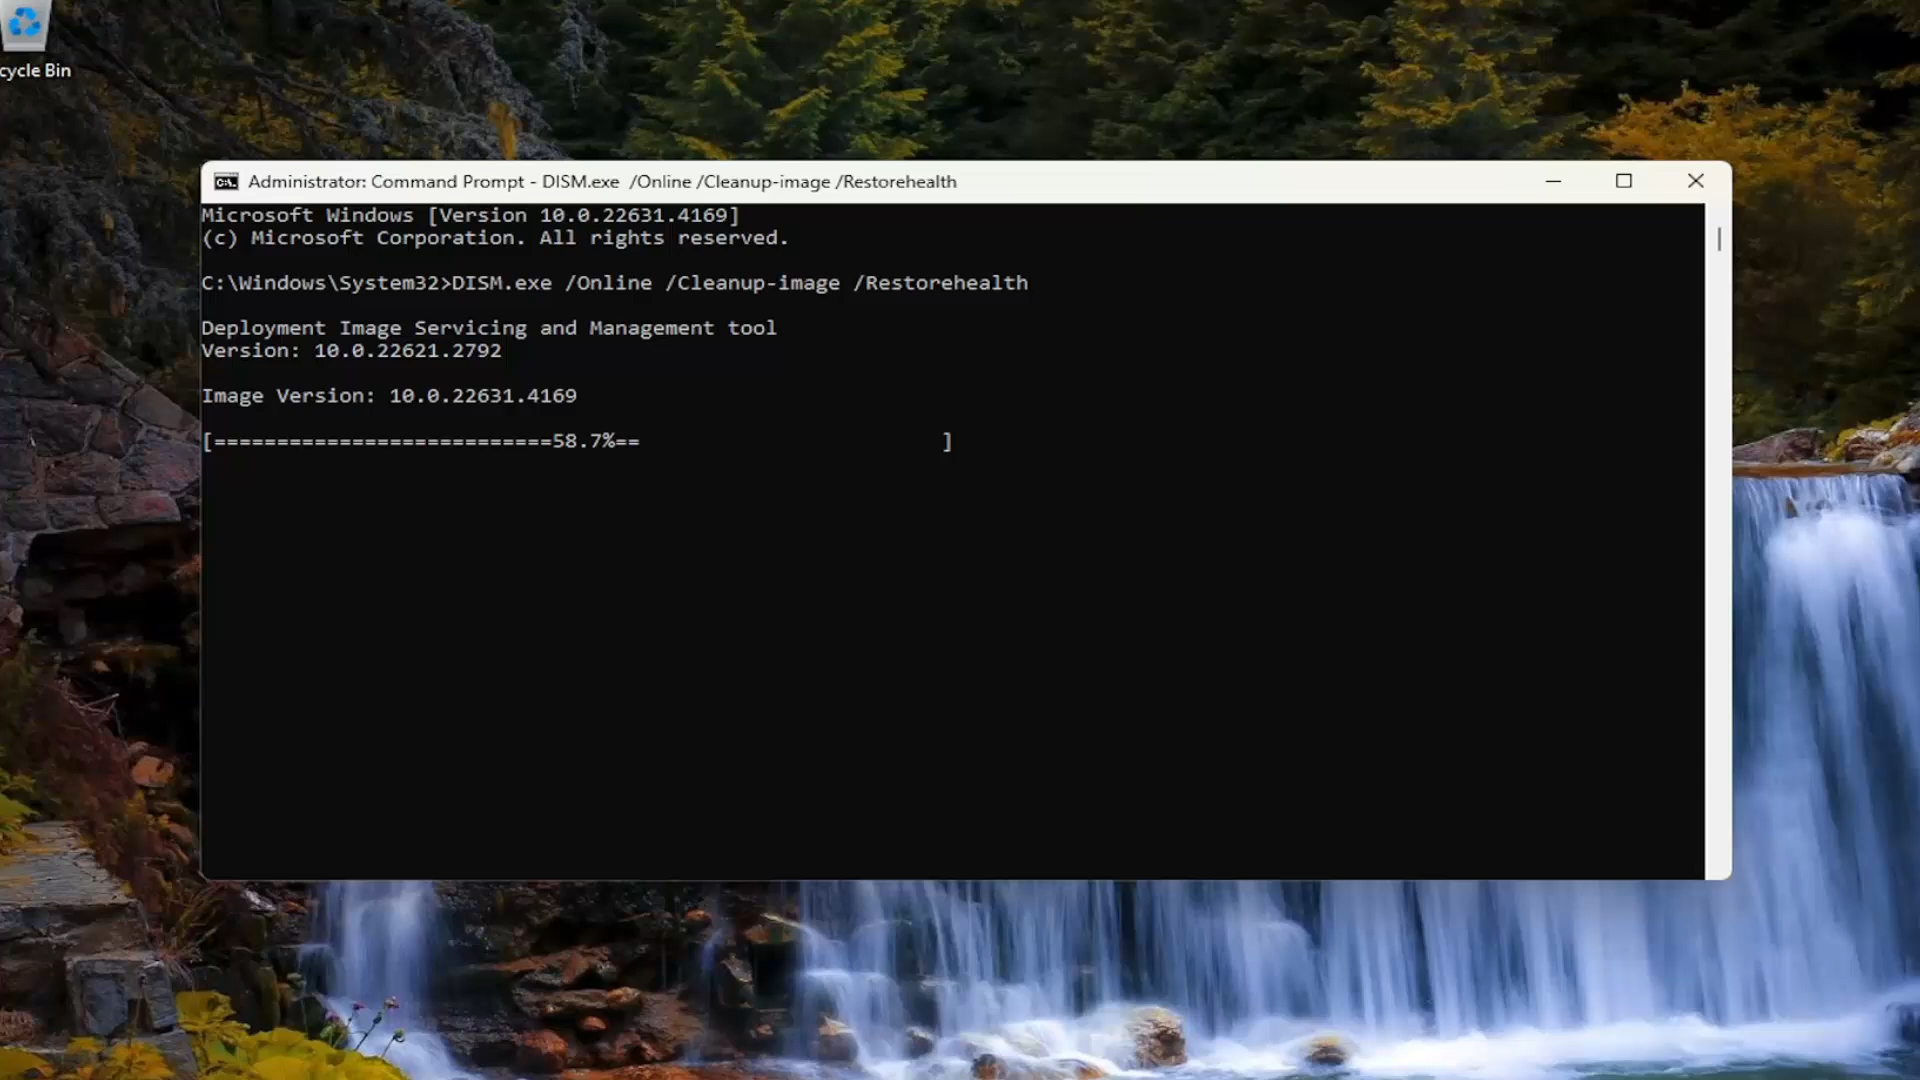 cycle Bin
Administrator: Command Prompt - DISM.exe /Online /Cleanup-image /Restorehealth
Microsoft Windows [Version 10.0.22631.4169]
(c) Microsoft Corporation. All rights reserved.
C:\Windows\System32>DISM.exe /Online /Cleanup-image /Restorehealth
Deployment Image Servicing and Management tool
Version: 10.0.22621.2792
Image Version: 10.0.22631.4169
[===========================58.7%==                        ]